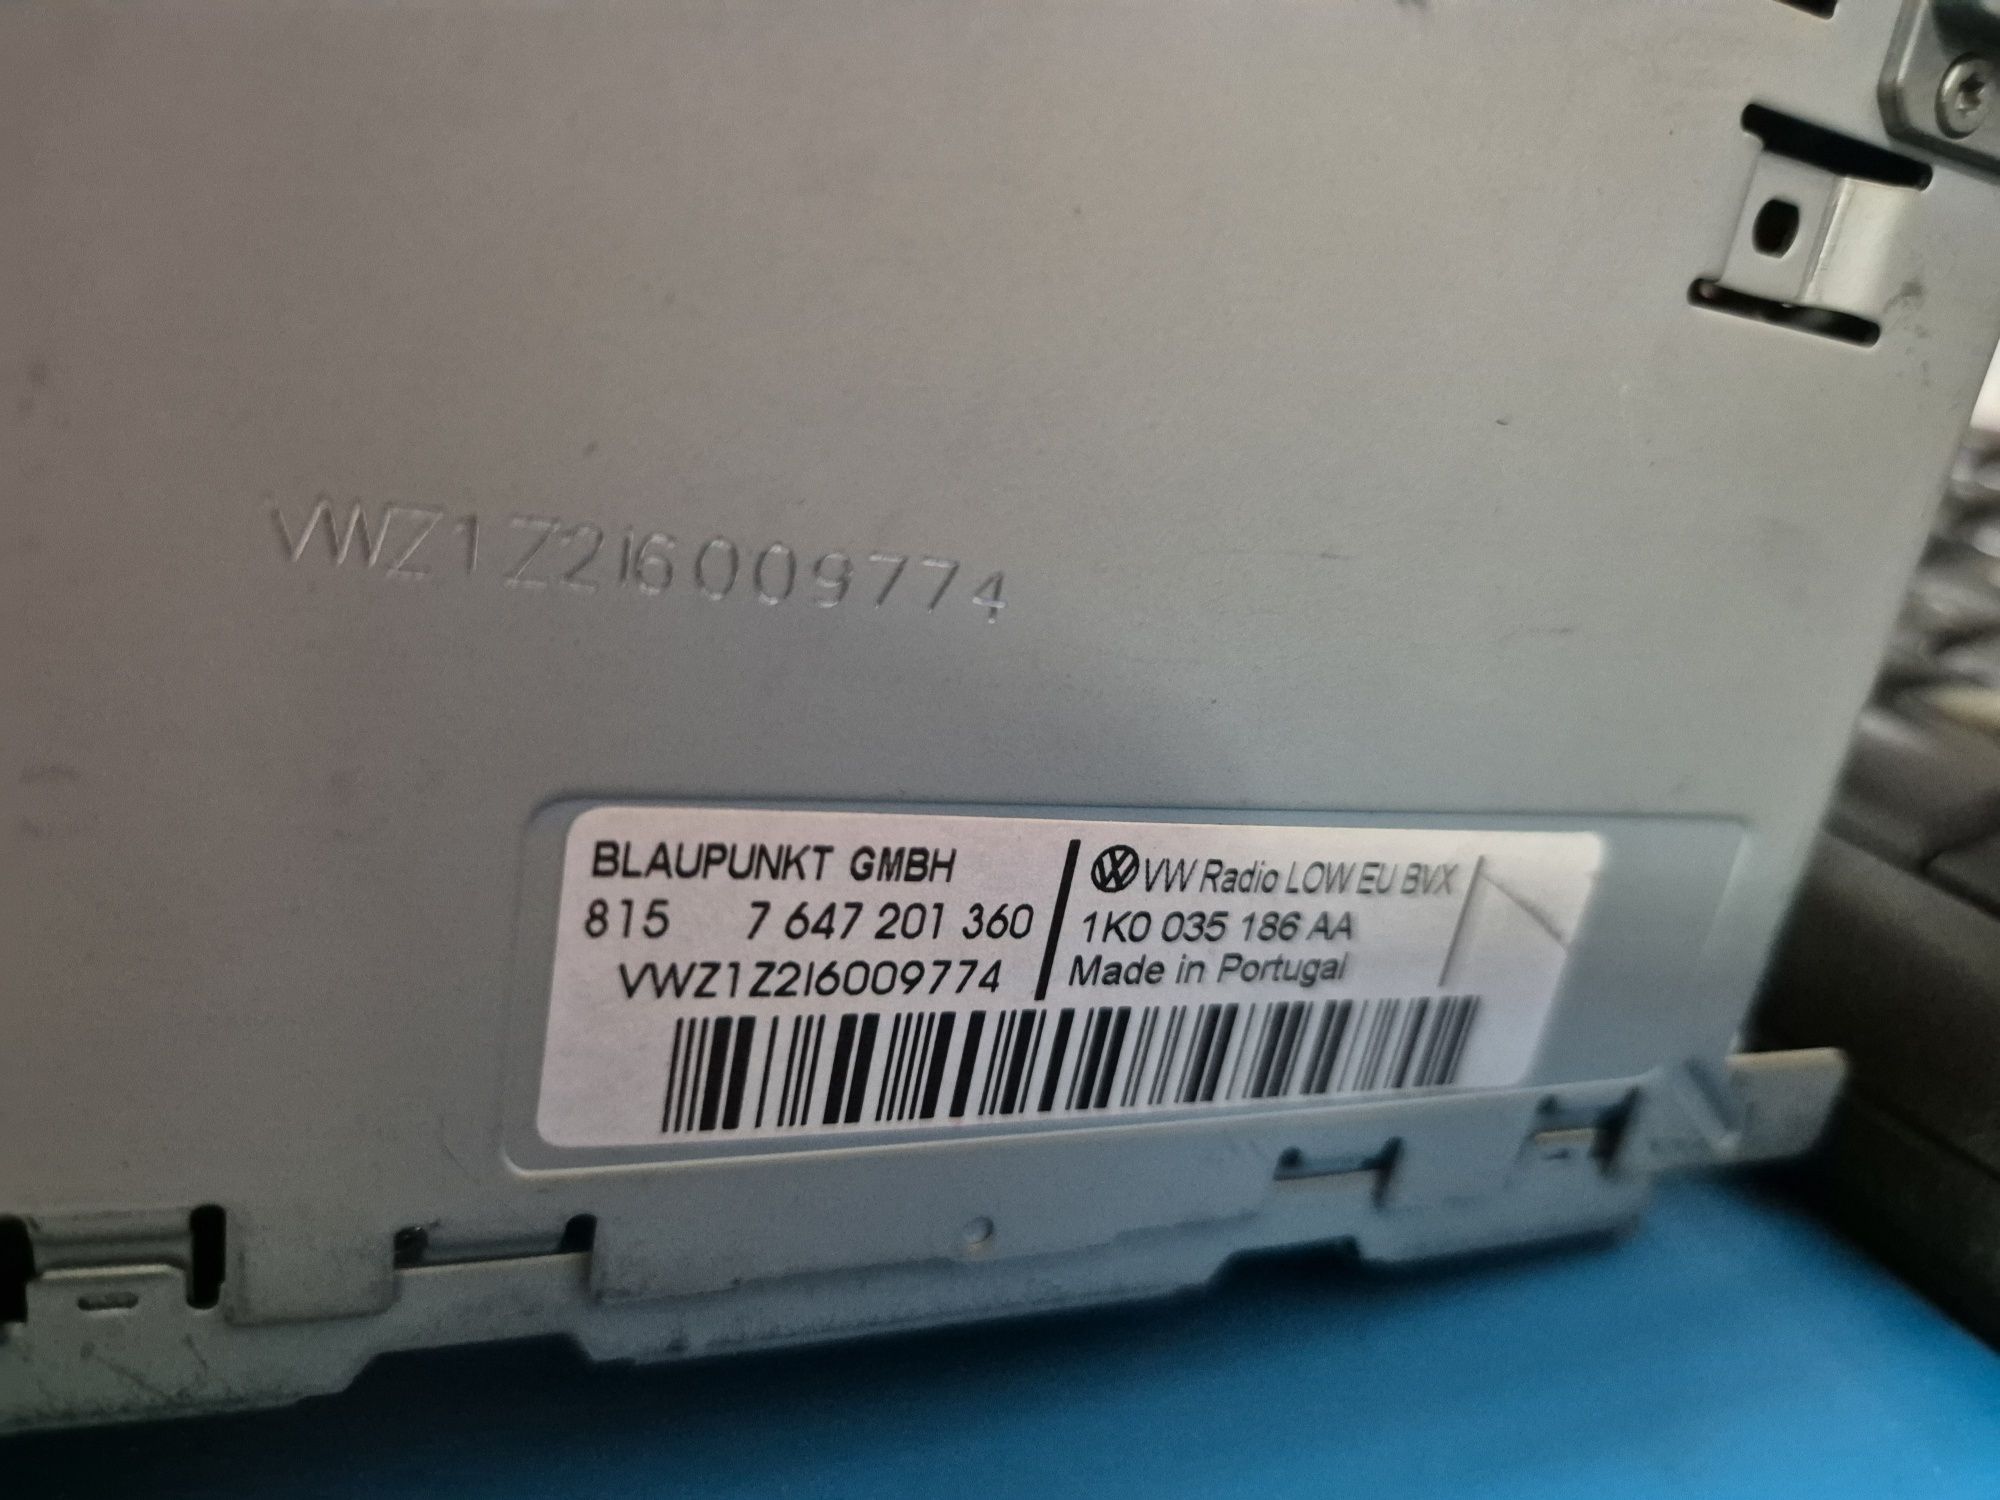 VWZ1Z2I6009774
BLAUPUNKT GMBH
815 7 647 201 360
VWZ1Z2I6009774
VW Radio LOW EU BVX
1K0 035 186 AA
Made in Portugal